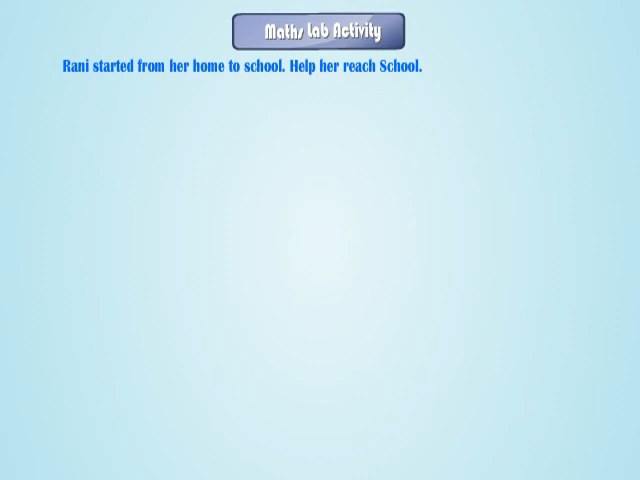 Maths Lab Activity
Rani started from her home to school. Help her reach School.